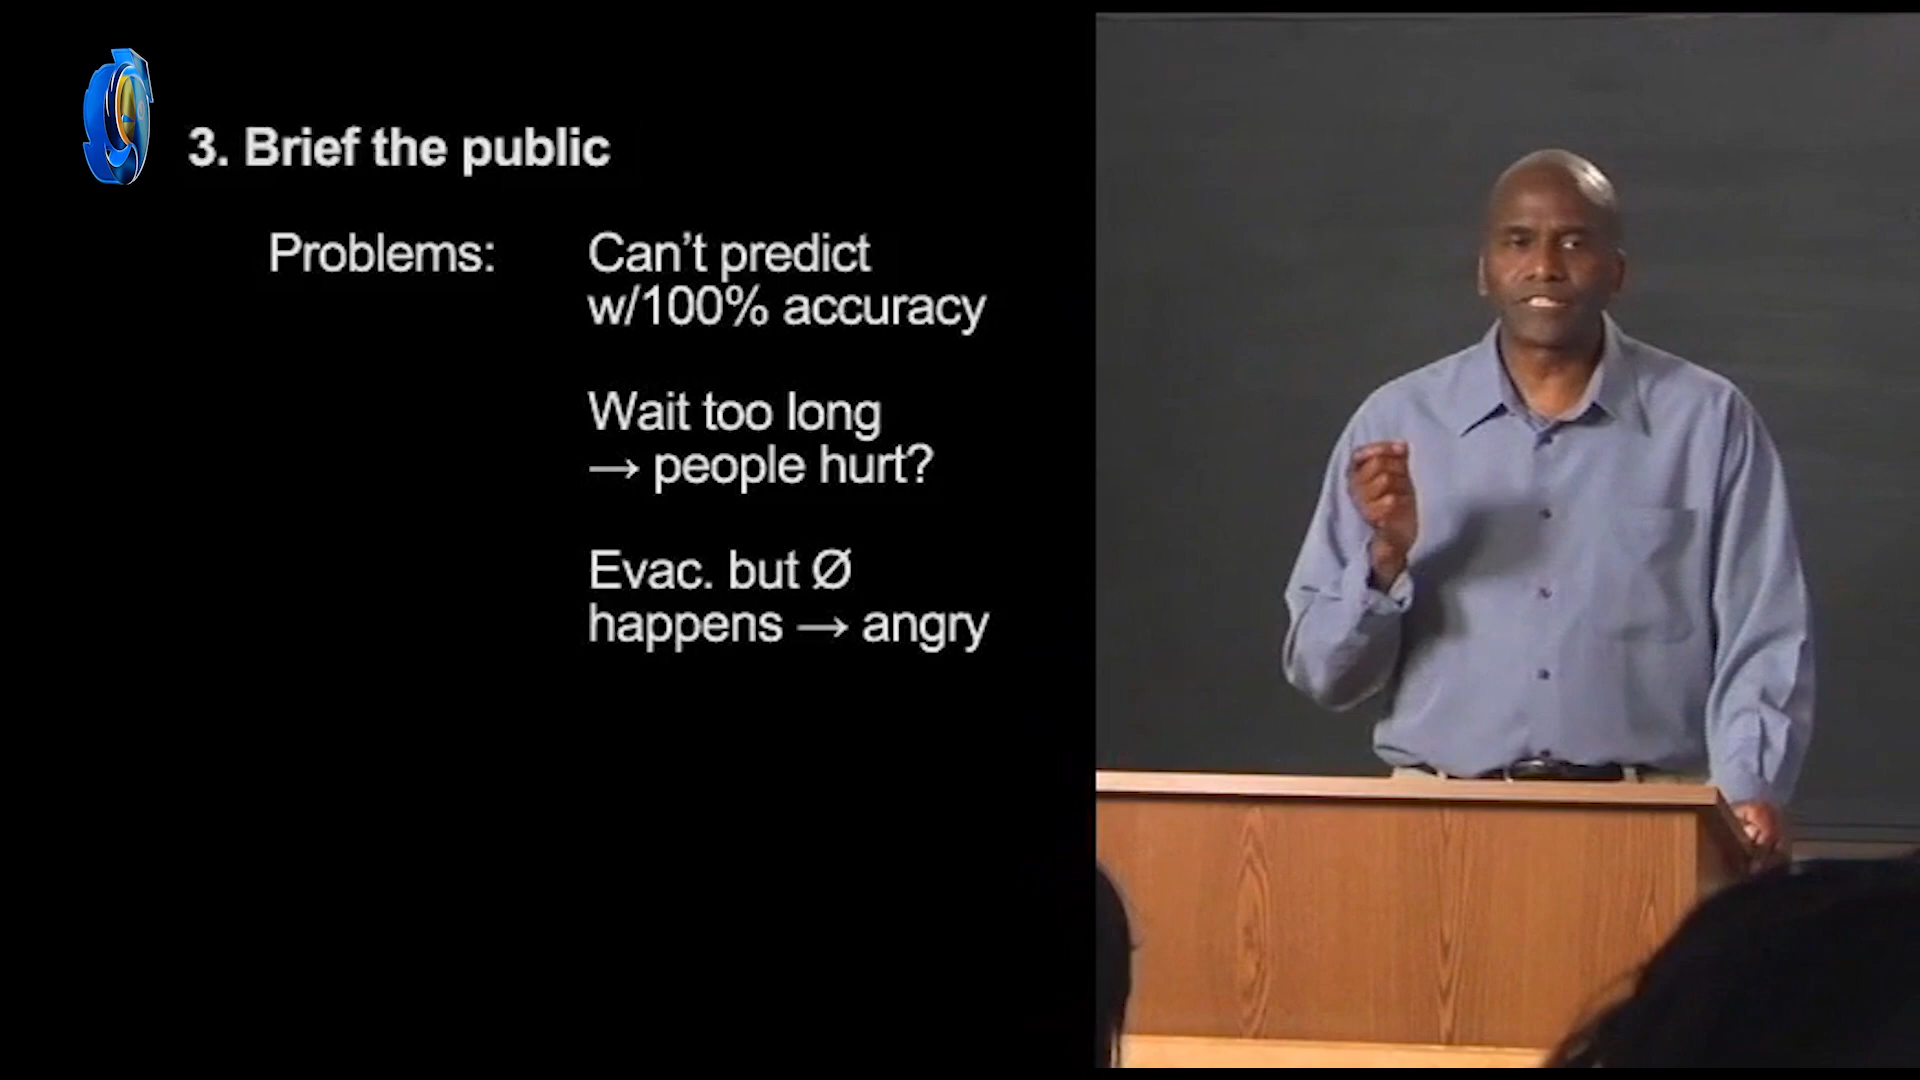 3. Brief the public
Problems:
Can't predict
w/100% accuracy
Wait too long
→ people hurt?
Evac. but Ø
happens → angry